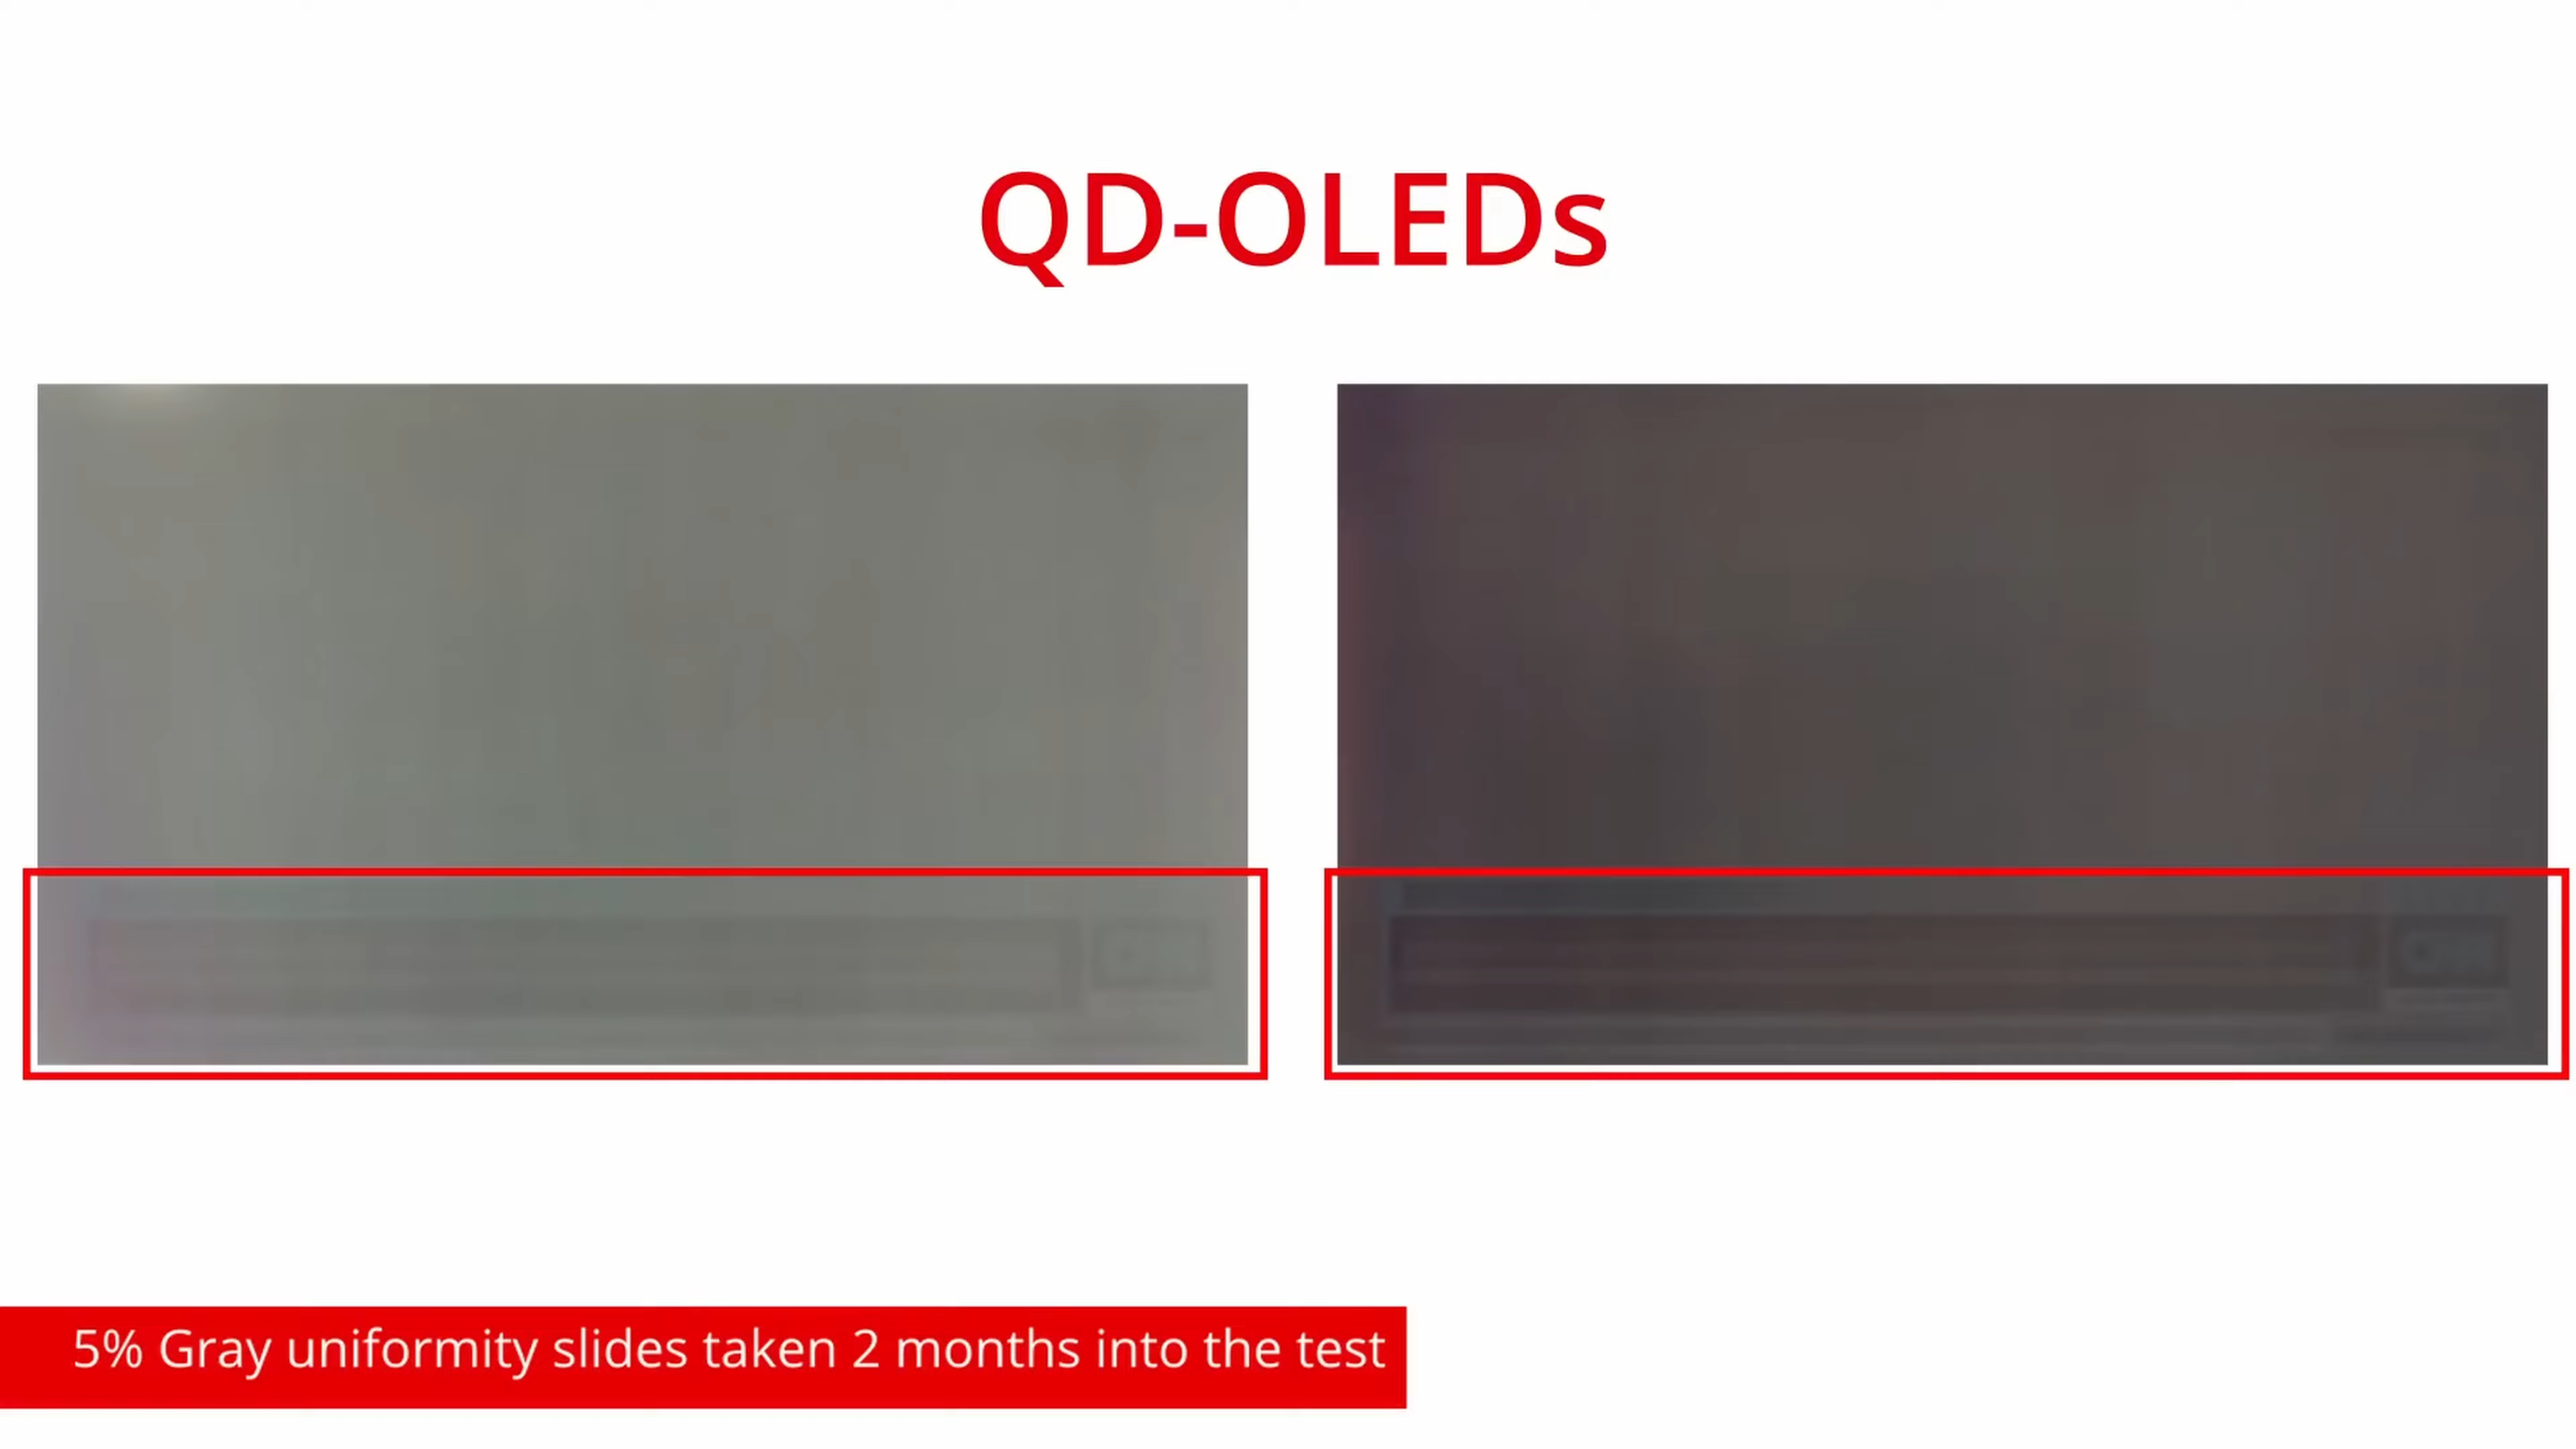 QD-OLEDs
5% Gray uniformity slides taken 2 months into the test